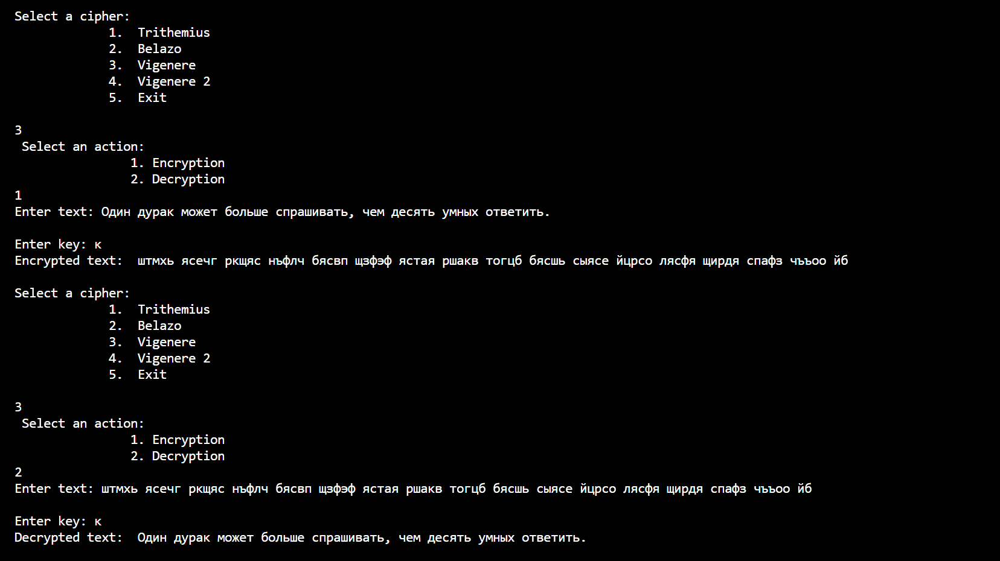 Select a cipher:
1. Trithemius
2. Belazo
3. Vigenere
4. Vigenere 2
5. Exit
3
Select an action:
1. Encryption
2. Decryption
1
Enter text: Один дурак может больше спрашивать, чем десять умных ответить.
Enter key: к
Encrypted text: штмхь ясечг ркщяс нъфлч бясвп щзфэф ястая ршакв тогцб бясшь сыясе йцрсо лясфя щирдя спафз чъъоо йб
Select a cipher:
1. Trithemius
2. Belazo
3. Vigenere
4. Vigenere 2
5. Exit
3
Select an action:
1. Encryption
2. Decryption
2
Enter text: штмхь ясечг ркщяс нъфлч бясвп щзфэф ястая ршакв тогцб бясшь сыясе йцрсо лясфя щирдя спафз чъъоо йб
Enter key: к
Decrypted text: Один дурак может больше спрашивать, чем десять умных ответить.